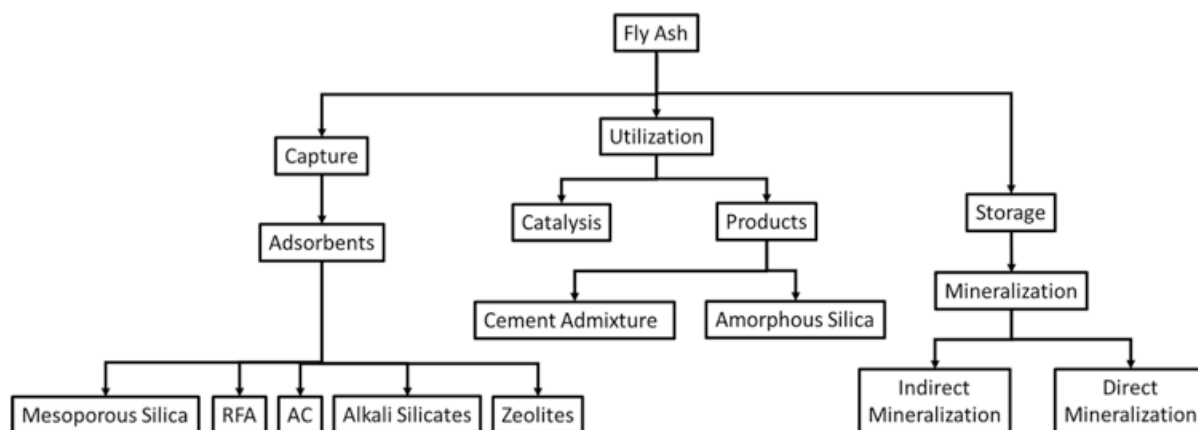 Fly Ash
Capture
Utilization
Storage
Adsorbents
Catalysis
Products
Mineralization
Cement Admixture
Amorphous Silica
Mesoporous Silica
RFA
AC
Alkali Silicates
Zeolites
Indirect
Mineralization
Direct
Mineralization